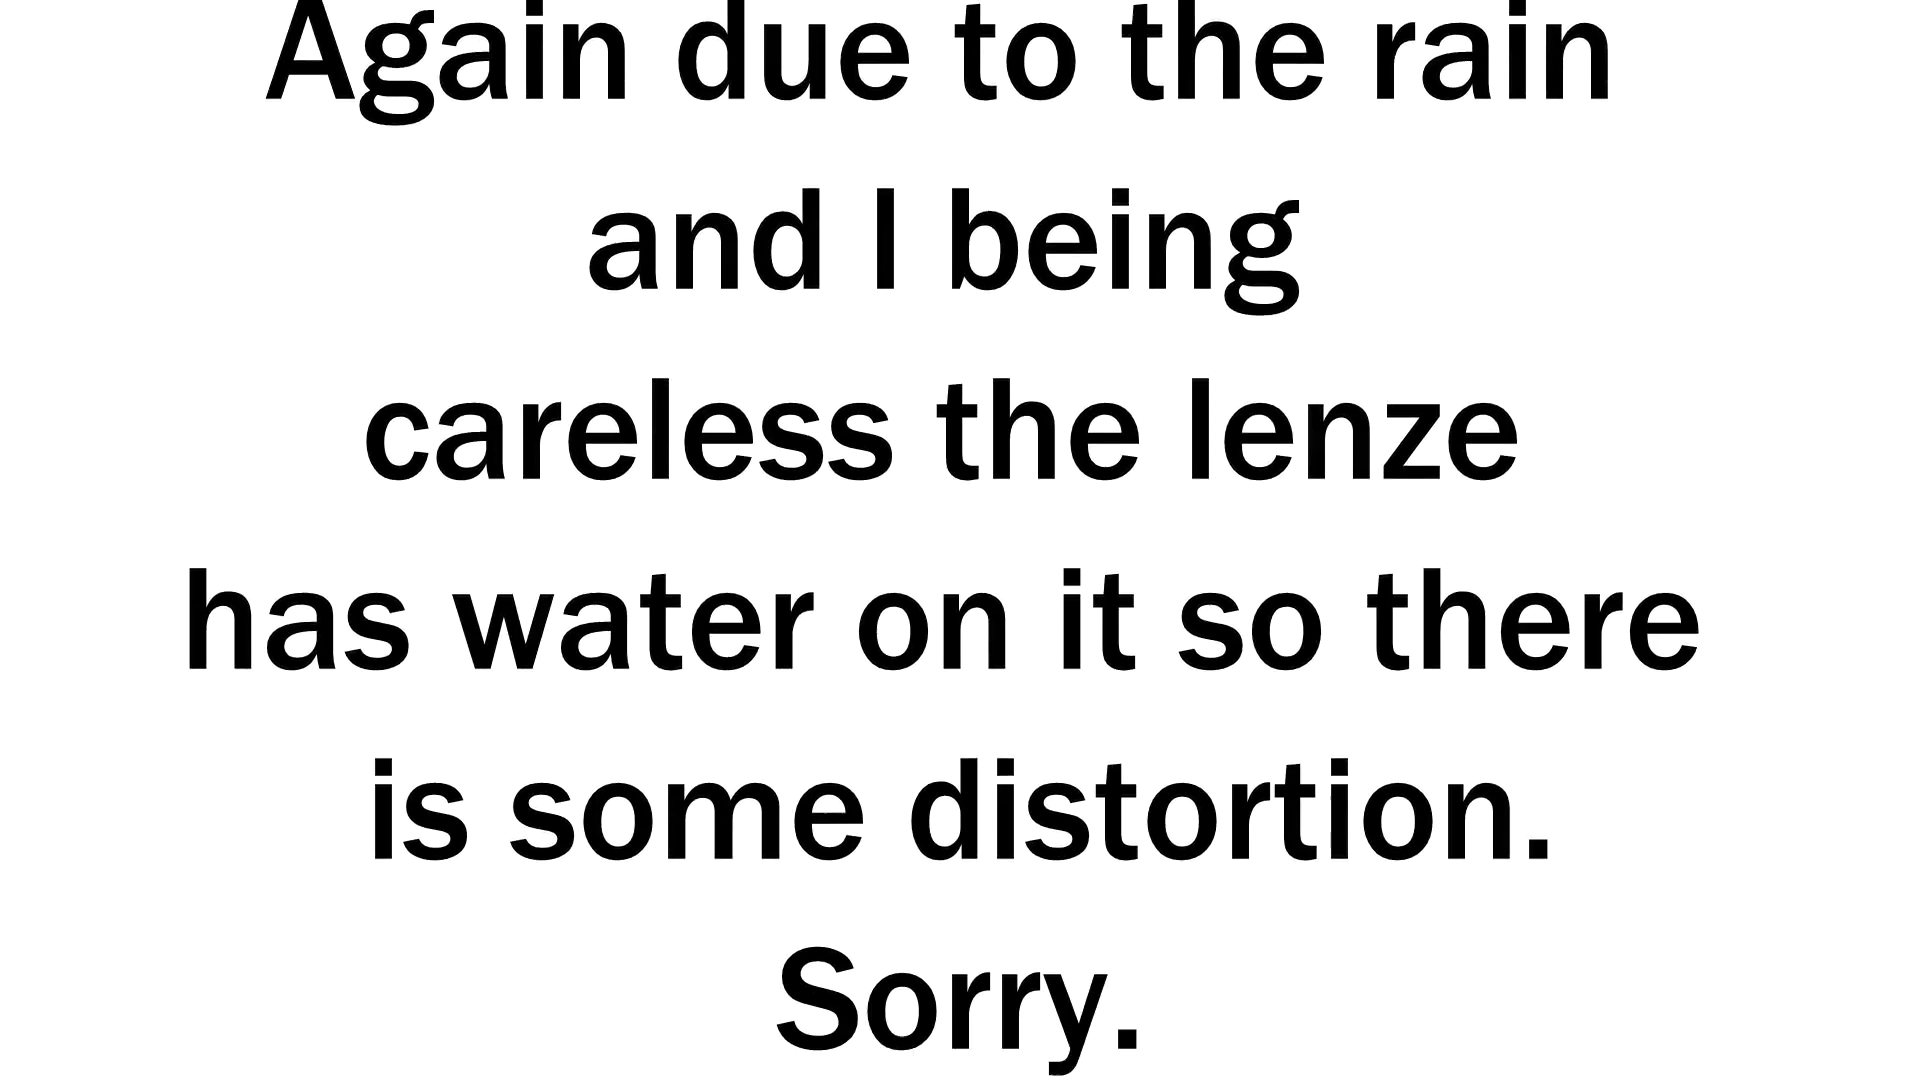 Again due to the rain
and I being
careless the lenze
has water on it so there
is some distortion.
Sorry.